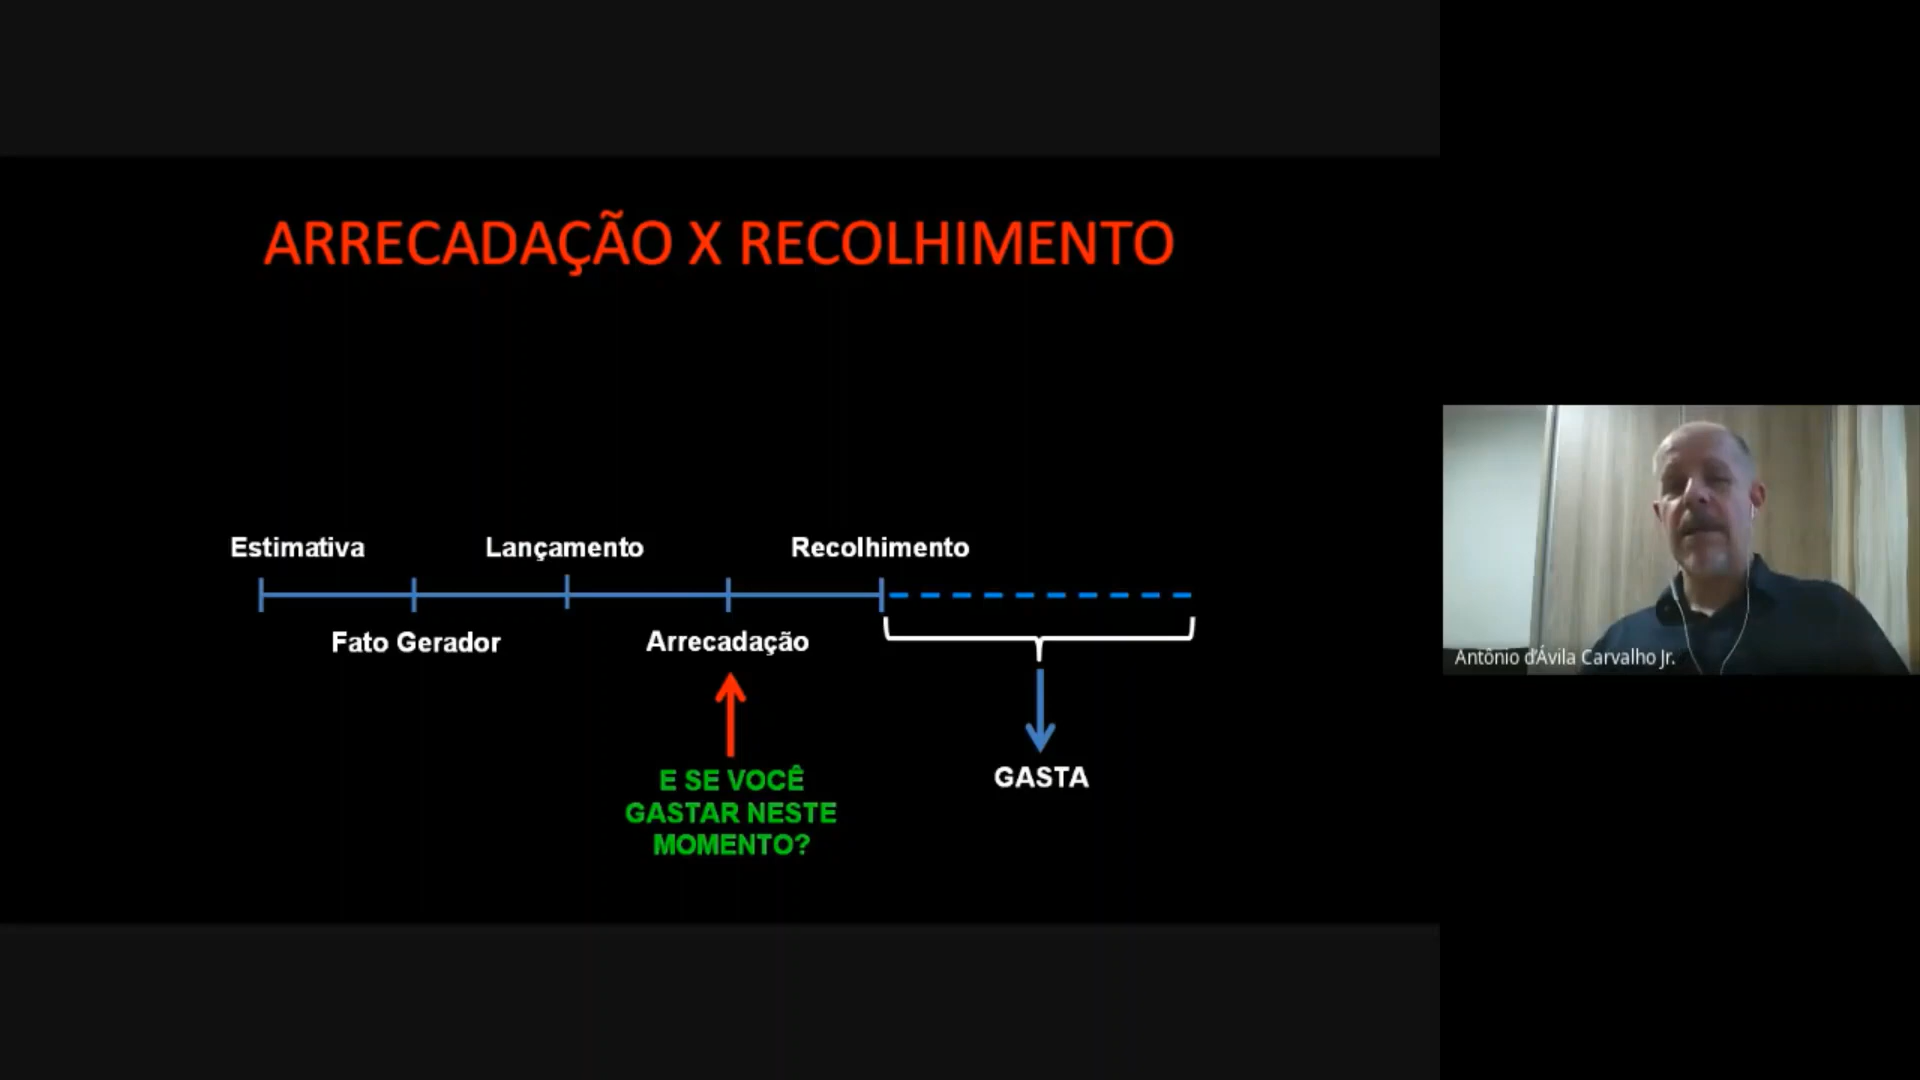 ARRECADAÇÃO X RECOLHIMENTO
Estimativa
Lançamento
Recolhimento
Fato Gerador
Arrecadação
E SE VOCÊ
GASTAR NESTE
MOMENTO?
GASTA
Antônio d'Ávila Carvalho Jr.